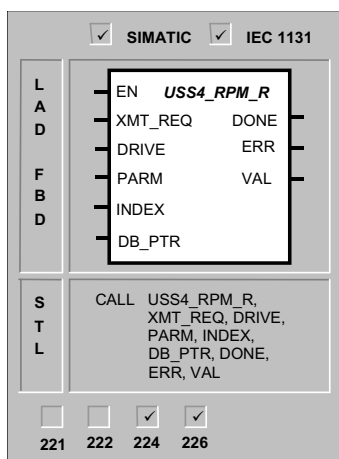 ✓ SIMATIC ✓ IEC 1131
L
A
D
F
B
D
EN USS4_RPM_R
XMT_REQ DONE
DRIVE ERR
PARM VAL
INDEX
DB_PTR
S
T
L
CALL USS4_RPM_R,
XMT_REQ, DRIVE,
PARM, INDEX,
DB_PTR, DONE,
ERR, VAL
✓ ✓
221 222 224 226